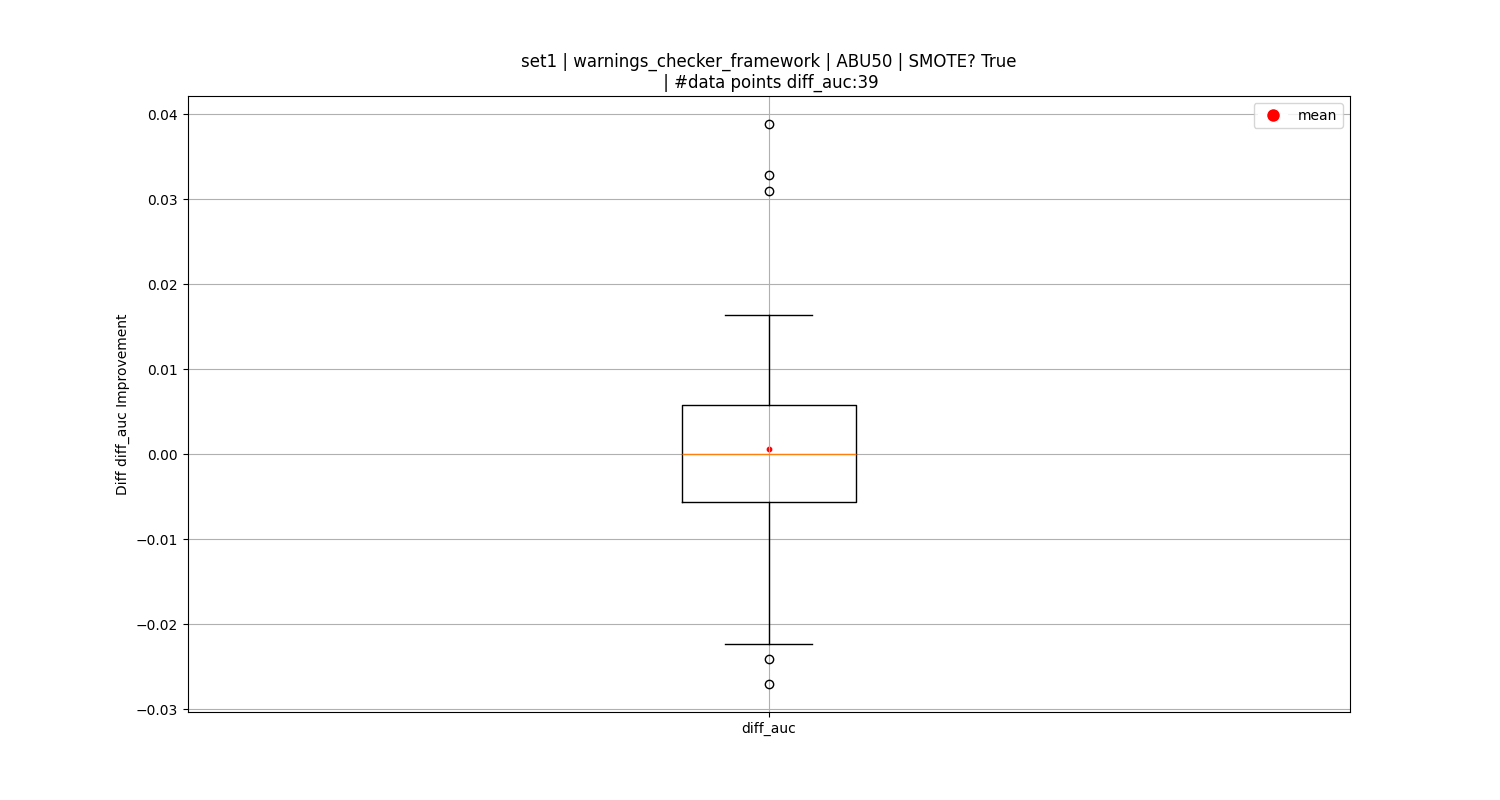 set1 | warnings_checker_framework | ABU50 | SMOTE? True
| #data points diff_auc:39
mean
0.04
0.03
0.02
0.01
0.00
−0.01
−0.02
−0.03
Diff diff_auc Improvement
diff_auc